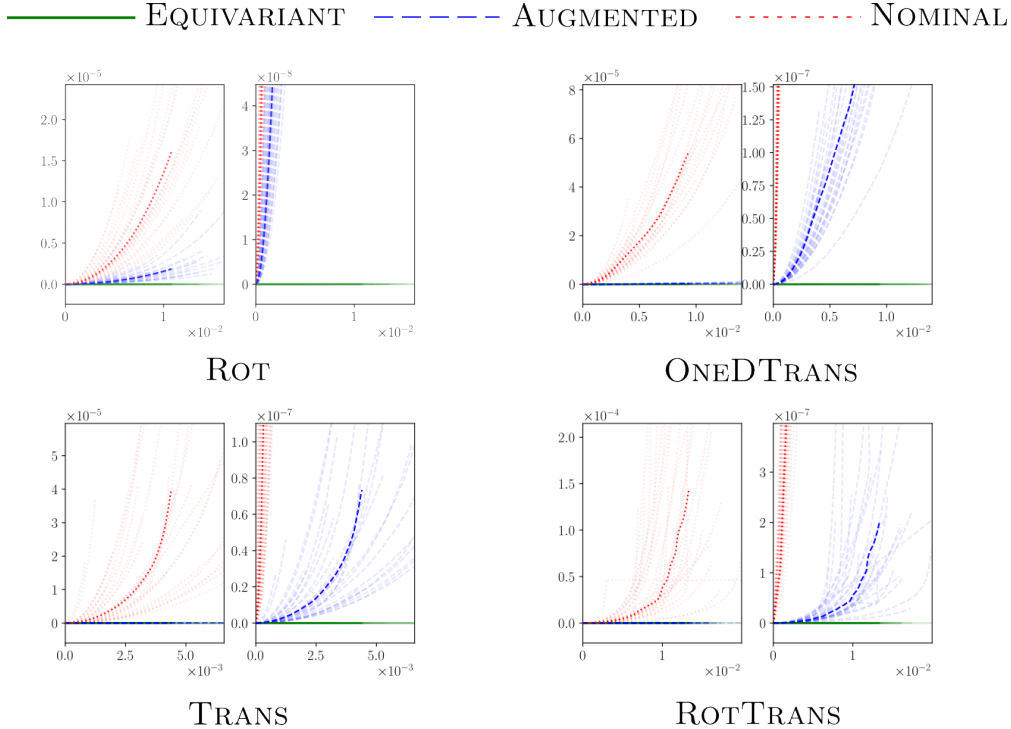 EQUIVARIANT AUGMENTED NOMINAL
×10⁻⁵ ×10⁻⁸ ×10⁻⁵ ×10⁻⁷
2.0 1.5 1.0 0.5 0.0
4 3 2 1 0
8 6 4 2 0
1.50 1.25 1.00 0.75 0.50 0.25 0.00
0 1 0 1 0.0 0.5 1.0 0.0 0.5 1.0
×10⁻² ×10⁻² ×10⁻² ×10⁻²
ROT ONEDTRANS
×10⁻⁵ ×10⁻⁷ ×10⁻⁴ ×10⁻⁷
5 4 3 2 1 0
1.0 0.8 0.6 0.4 0.2 0.0
2.0 1.5 1.0 0.5 0.0
3 2 1 0
0.0 2.5 5.0 0.0 2.5 5.0 0 1 0 1
×10⁻³ ×10⁻³ ×10⁻² ×10⁻²
TRANS ROTTRANS